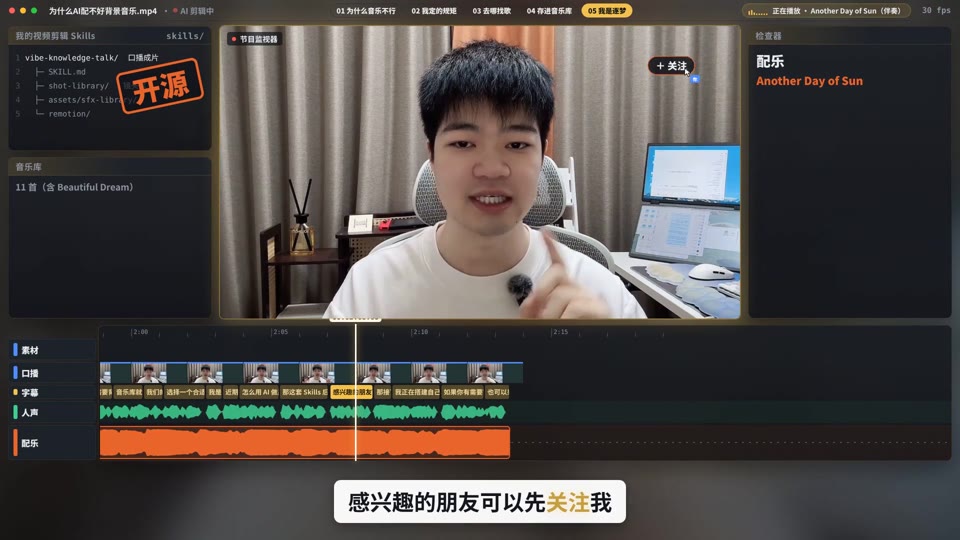 为什么AI配不好背景音乐.mp4 • AI 剪辑中
01 为什么音乐不行 02 我定的规矩 03 去哪找歌 04 存进音乐库 05 我是逐梦
正在播放 • Another Day of Sun（伴奏）
30 fps
我的视频剪辑 Skills skills/
1 vibe-knowledge-talk/ 口播成片
2 ├─ SKILL.md
3 ├─ shot-library/
4 ├─ assets/sfx-library/
5 └─ remotion/
开源
音乐库
11 首（含 Beautiful Dream）
节目监视器
+ 关注
检查器
配乐
Another Day of Sun
2:00 2:05 2:10 2:15
素材
口播
字幕
音乐库就 我们 选择一个合适 我是 近期 怎么用 AI 做 那这套 Skills 感兴趣的朋友 那接 我正在搭建自己 如果你有需要 也可以
人声
配乐
感兴趣的朋友可以先关注我